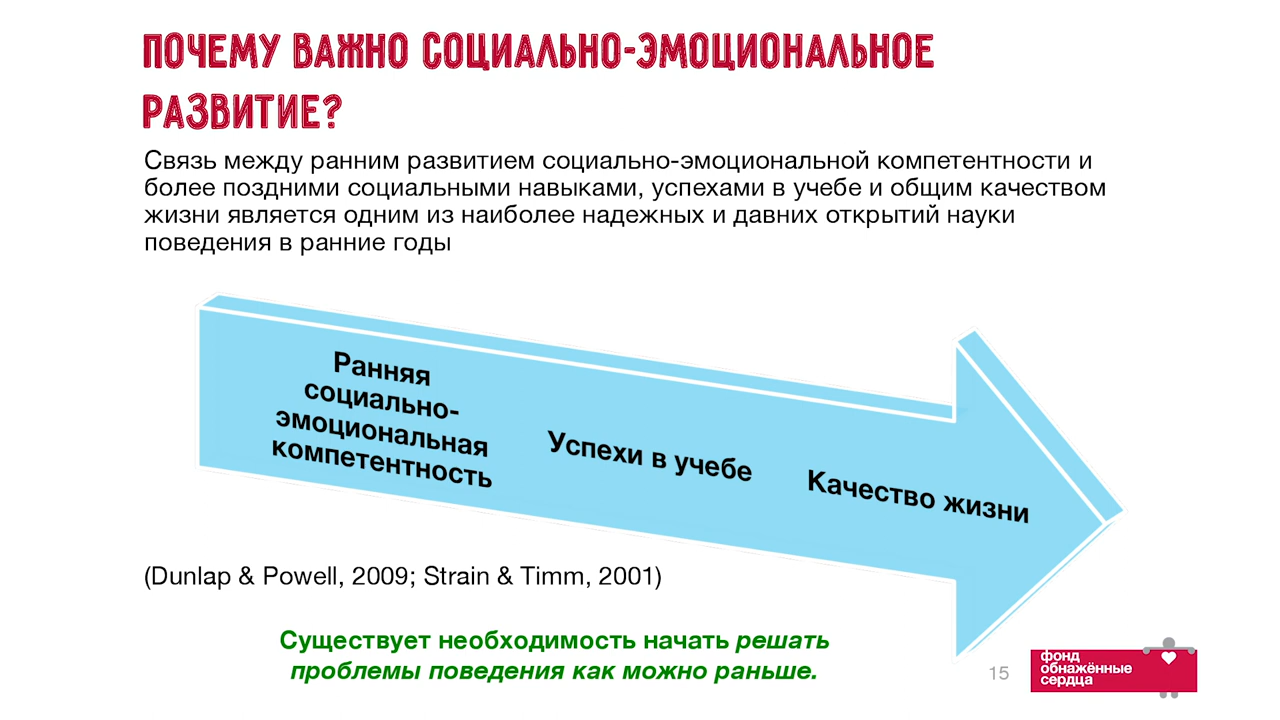 ПОЧЕМУ ВАЖНО СОЦИАЛЬНО-ЭМОЦИОНАЛЬНОЕ
РАЗВИТИЕ?
Связь между ранним развитием социально-эмоциональной компетентности и
более поздними социальными навыками, успехами в учебе и общим качеством
жизни является одним из наиболее надежных и давних открытий науки
поведения в ранние годы
Ранняя
социально-
эмоциональная
компетентность
Успехи в учебе
Качество жизни
(Dunlap & Powell, 2009; Strain & Timm, 2001)
Существует необходимость начать решать
проблемы поведения как можно раньше.
15
фонд
обнажённые
сердца